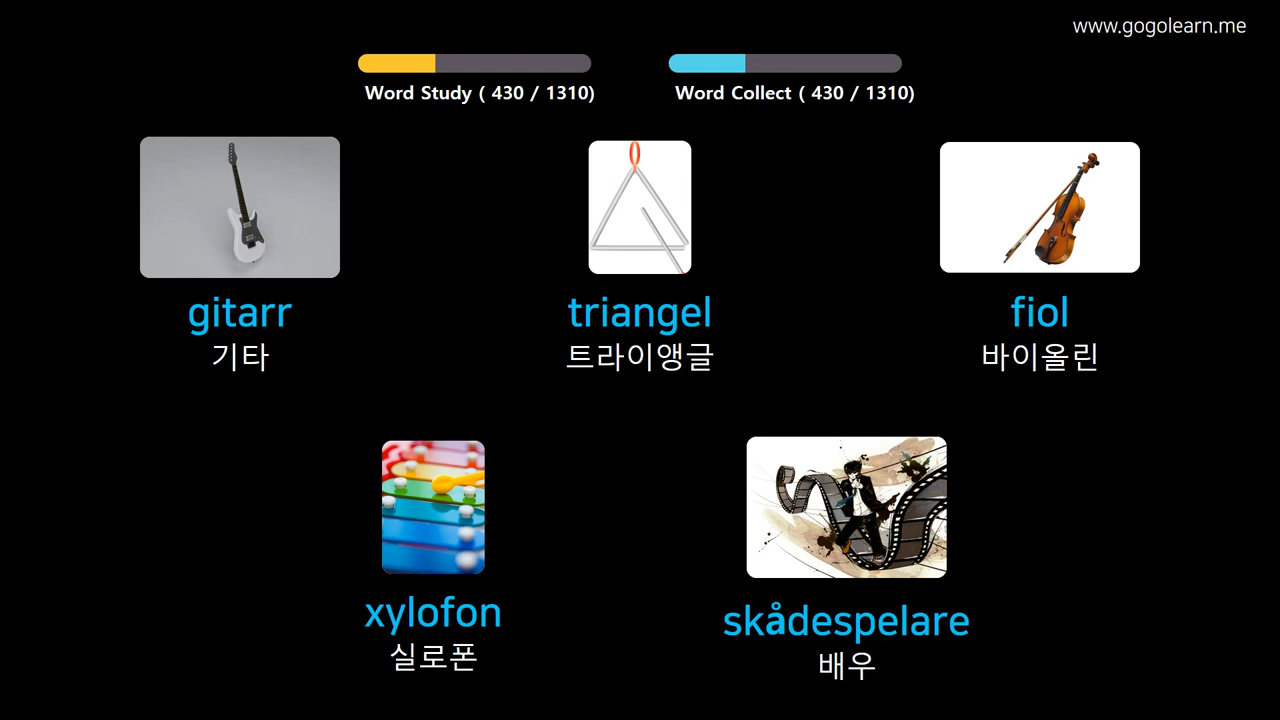 www.gogolearn.me
Word Study ( 430 / 1310)
Word Collect ( 430 / 1310)
gitarr
기타
triangel
트라이앵글
fiol
바이올린
xylofon
실로폰
skådespelare
배우